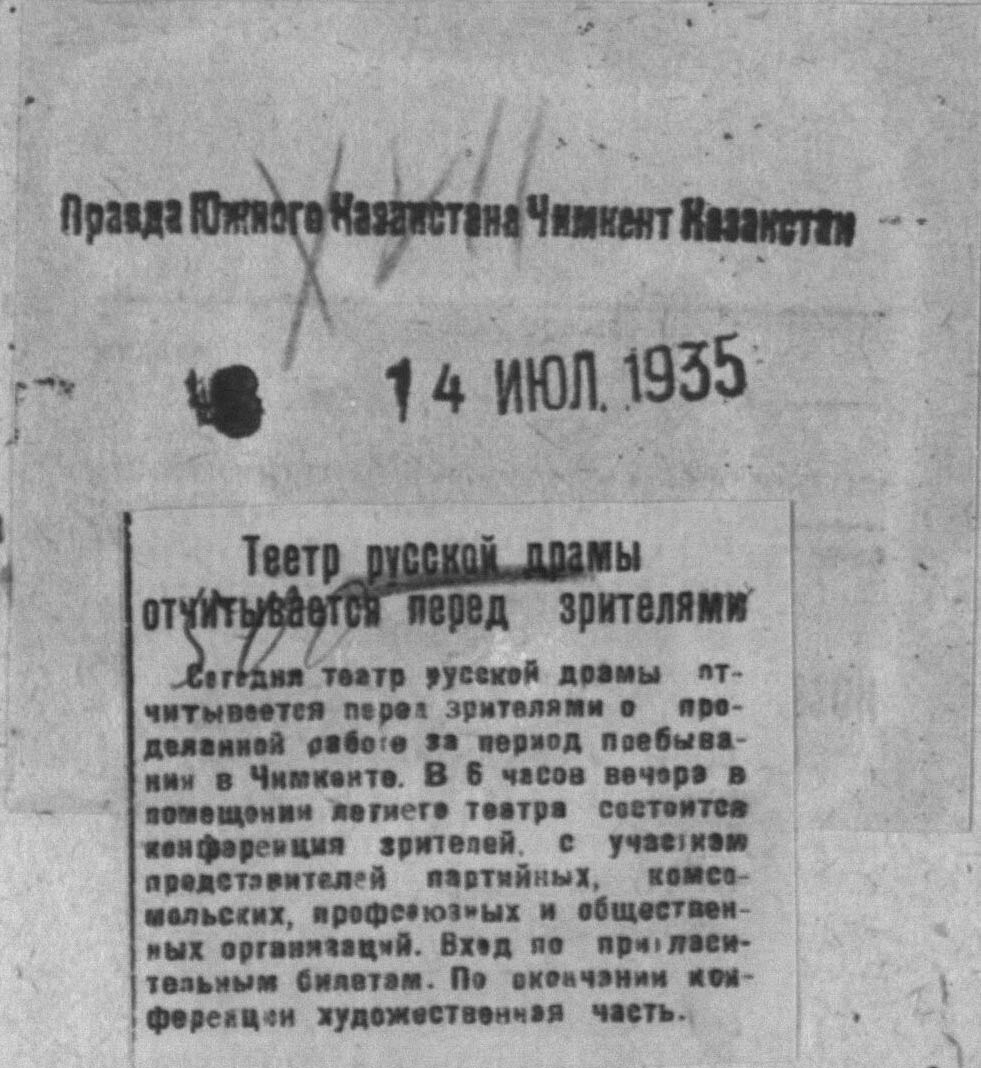 Правда Южного Казакстана Чимкент Казакстан
14 ИЮЛ. 1935
Театр русской драмы
отчитывается перед зрителями
Сегодня театр русской драмы от-
читывается перед зрителями о про-
деланной работе за период поебыва-
ния в Чимкенте. В 6 часов вечера в
помещении летнего театра состоится
конференция зрителей, с участием
представителей партийных, комсо-
мольских, профсоюзных и обществен-
ных организаций. Вход по пригласи-
тельным билетам. По окончании кон-
ференции художественная часть.